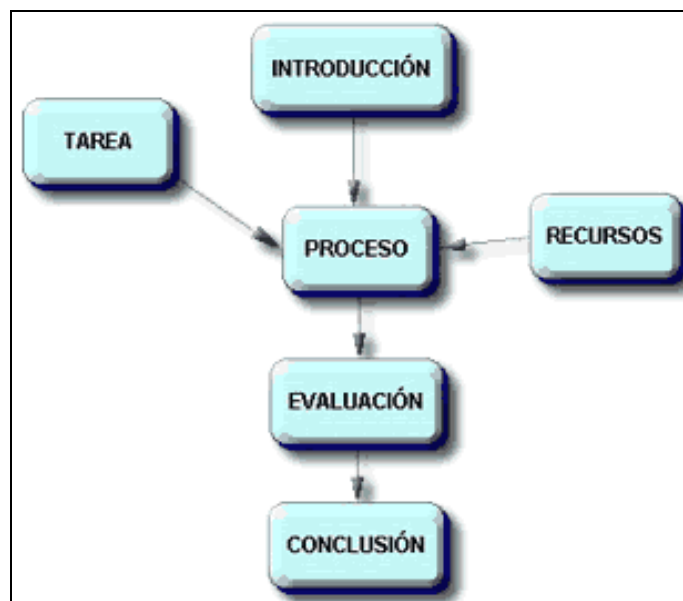 INTRODUCCIÓN
TAREA
PROCESO
RECURSOS
EVALUACIÓN
CONCLUSIÓN